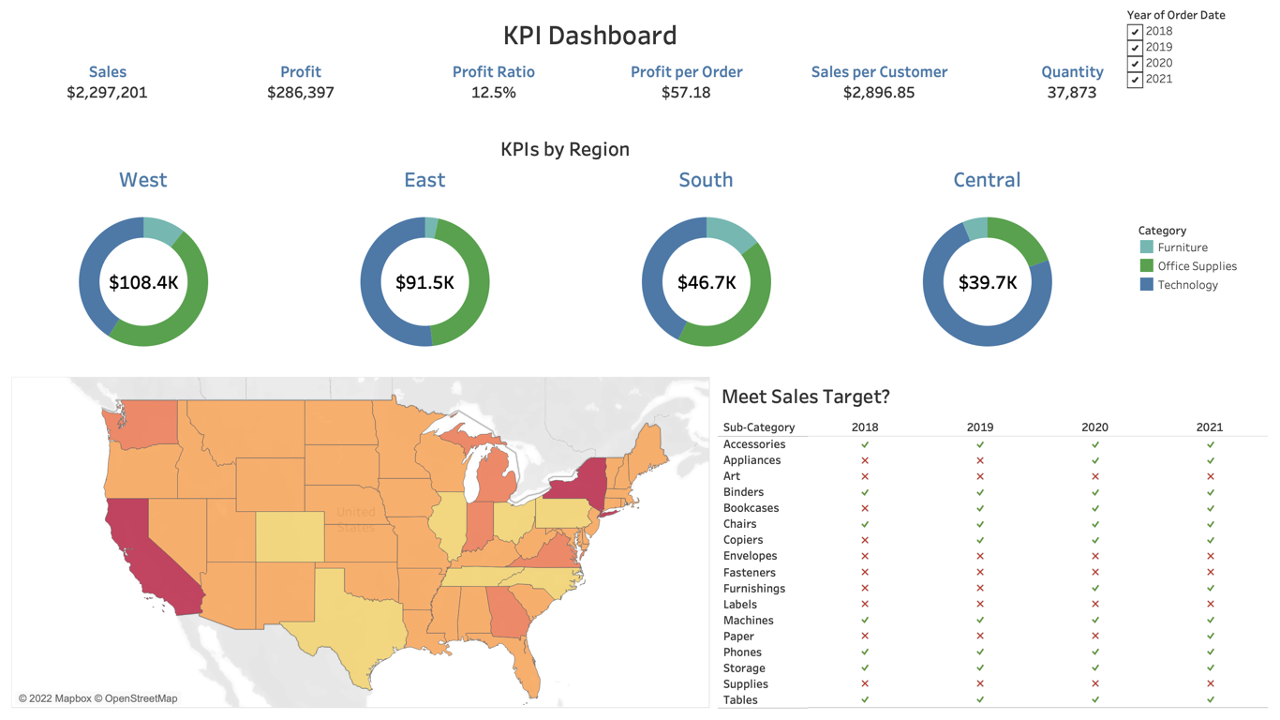 KPI Dashboard
Year of Order Date
✔ 2018
✔ 2019
✔ 2020
✔ 2021
Sales Profit Profit Ratio Profit per Order Sales per Customer Quantity
$2,297,201 $286,397 12.5% $57.18 $2,896.85 37,873
KPIs by Region
West East South Central
$108.4K $91.5K $46.7K $39.7K
Category
Furniture
Office Supplies
Technology
United
States
© 2022 Mapbox © OpenStreetMap
Meet Sales Target?
Sub-Category 2018 2019 2020 2021
Accessories ✓ ✓ ✓ ✓
Appliances ✕ ✕ ✓ ✓
Art ✕ ✕ ✕ ✕
Binders ✓ ✓ ✓ ✓
Bookcases ✕ ✓ ✓ ✓
Chairs ✓ ✓ ✓ ✓
Copiers ✕ ✓ ✓ ✓
Envelopes ✕ ✕ ✕ ✕
Fasteners ✕ ✕ ✕ ✕
Furnishings ✕ ✕ ✓ ✓
Labels ✕ ✕ ✕ ✕
Machines ✓ ✓ ✓ ✓
Paper ✕ ✕ ✕ ✓
Phones ✓ ✓ ✓ ✓
Storage ✓ ✓ ✓ ✓
Supplies ✕ ✕ ✕ ✕
Tables ✓ ✓ ✓ ✓